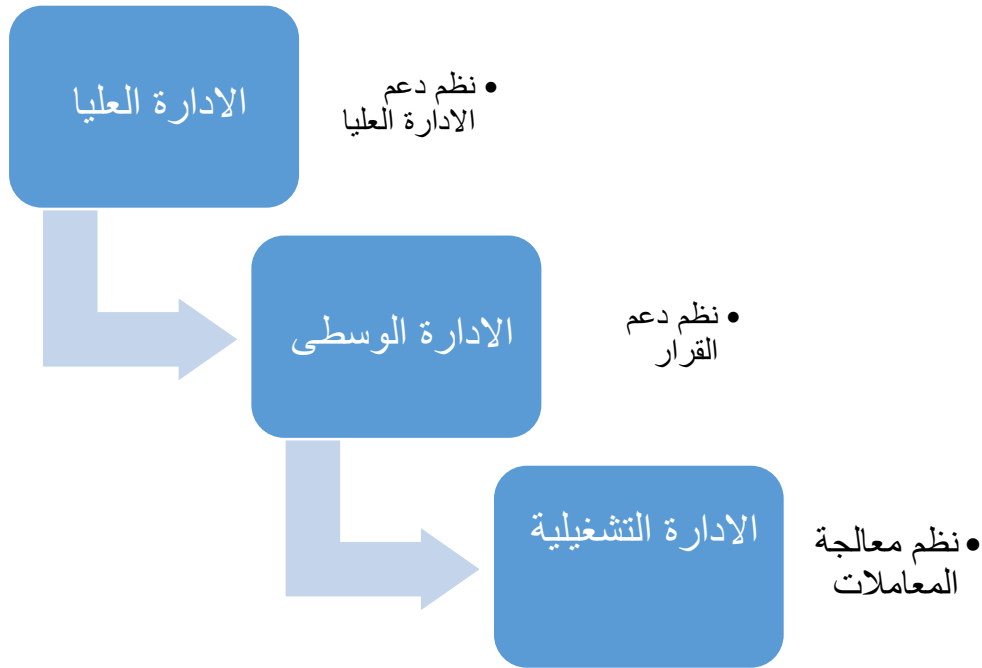 الادارة العليا
• نظم دعم
الادارة العليا
الادارة الوسطى
• نظم دعم
القرار
الادارة التشغيلية
• نظم معالجة
المعاملات